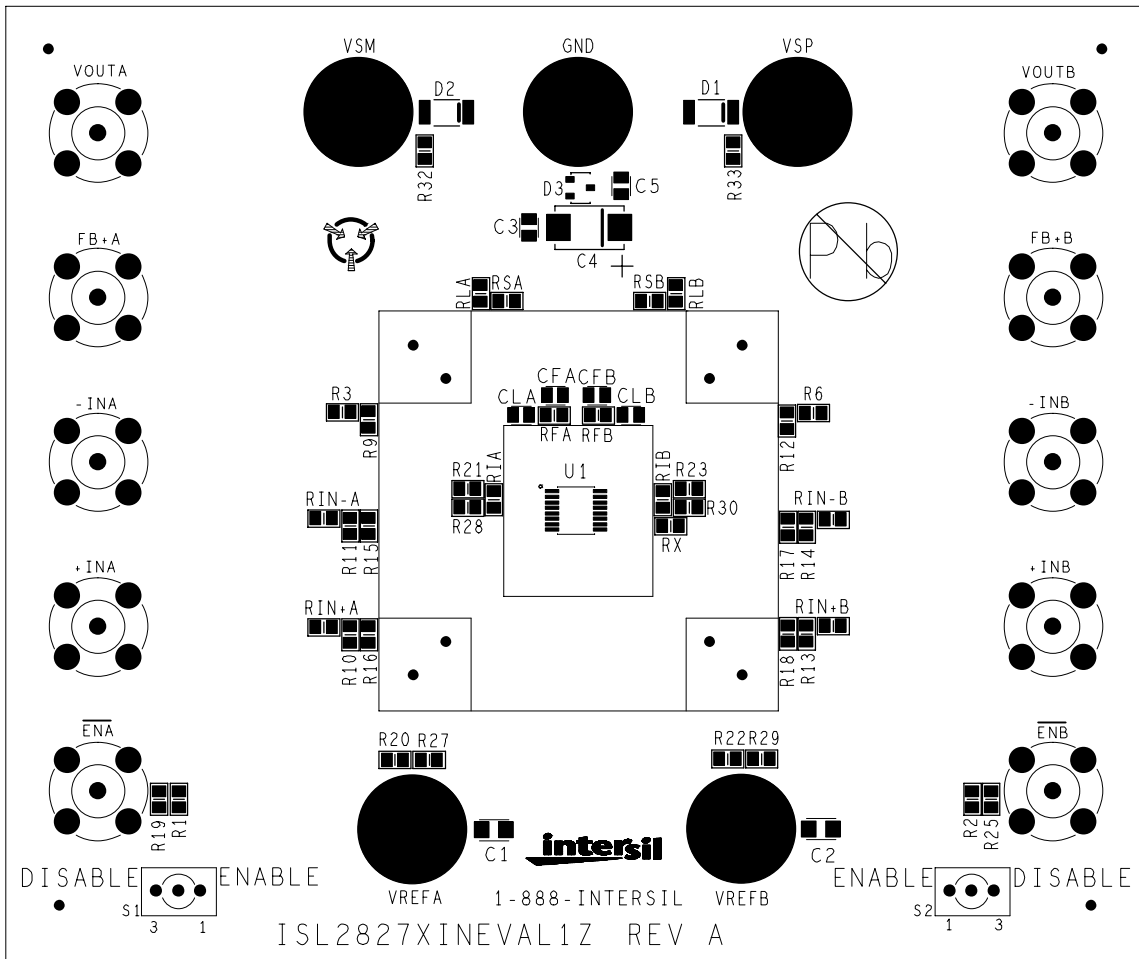 VSM GND VSP
VOUTA D2 D1 VOUTB
R32 R33
D3 C5
C3
C4
FB+A Pb FB+B
RLA RSA RSB RLB
CFA CFB
CLA CLB
RFA RFB
R3 R6
R9 R12
-INA -INB
R21 RIA U1 RIB R23
R28 R30
RX
RIN-A RIN-B
R11 R15 R17 R14
+INA +INB
RIN+A RIN+B
R10 R16 R18 R13
ENA ENB
R20 R27 R22 R29
R19 R1 R2 R25
C1 intersil C2
DISABLE ENABLE ENABLE DISABLE
VREFA 1-888-INTERSIL VREFB
S1 S2
3 1 1 3
ISL2827XINEVAL1Z REV A